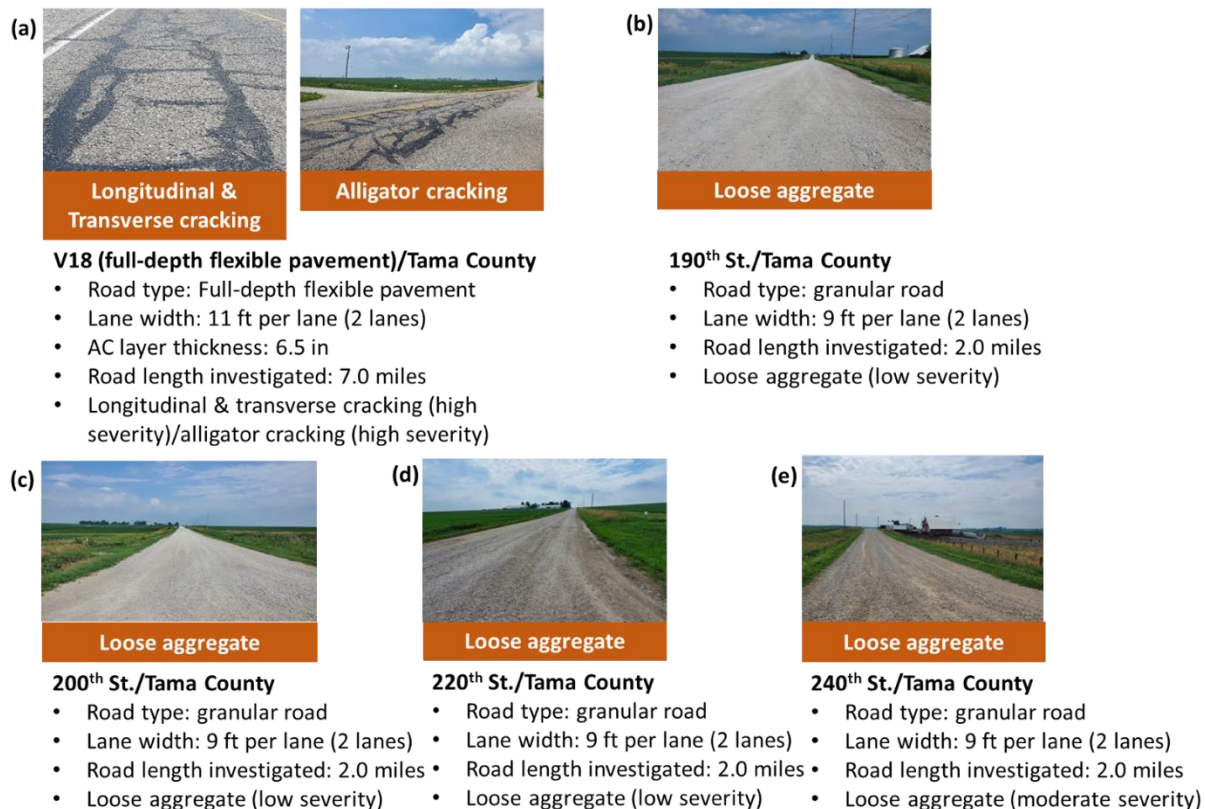 (a)
Longitudinal &
Transverse cracking
Alligator cracking
V18 (full-depth flexible pavement)/Tama County
• Road type: Full-depth flexible pavement
• Lane width: 11 ft per lane (2 lanes)
• AC layer thickness: 6.5 in
• Road length investigated: 7.0 miles
• Longitudinal & transverse cracking (high
severity)/alligator cracking (high severity)
(b)
Loose aggregate
190th St./Tama County
• Road type: granular road
• Lane width: 9 ft per lane (2 lanes)
• Road length investigated: 2.0 miles
• Loose aggregate (low severity)
(c)
Loose aggregate
200th St./Tama County
• Road type: granular road
• Lane width: 9 ft per lane (2 lanes)
• Road length investigated: 2.0 miles
• Loose aggregate (low severity)
(d)
Loose aggregate
220th St./Tama County
• Road type: granular road
• Lane width: 9 ft per lane (2 lanes)
• Road length investigated: 2.0 miles
• Loose aggregate (low severity)
(e)
Loose aggregate
240th St./Tama County
• Road type: granular road
• Lane width: 9 ft per lane (2 lanes)
• Road length investigated: 2.0 miles
• Loose aggregate (moderate severity)